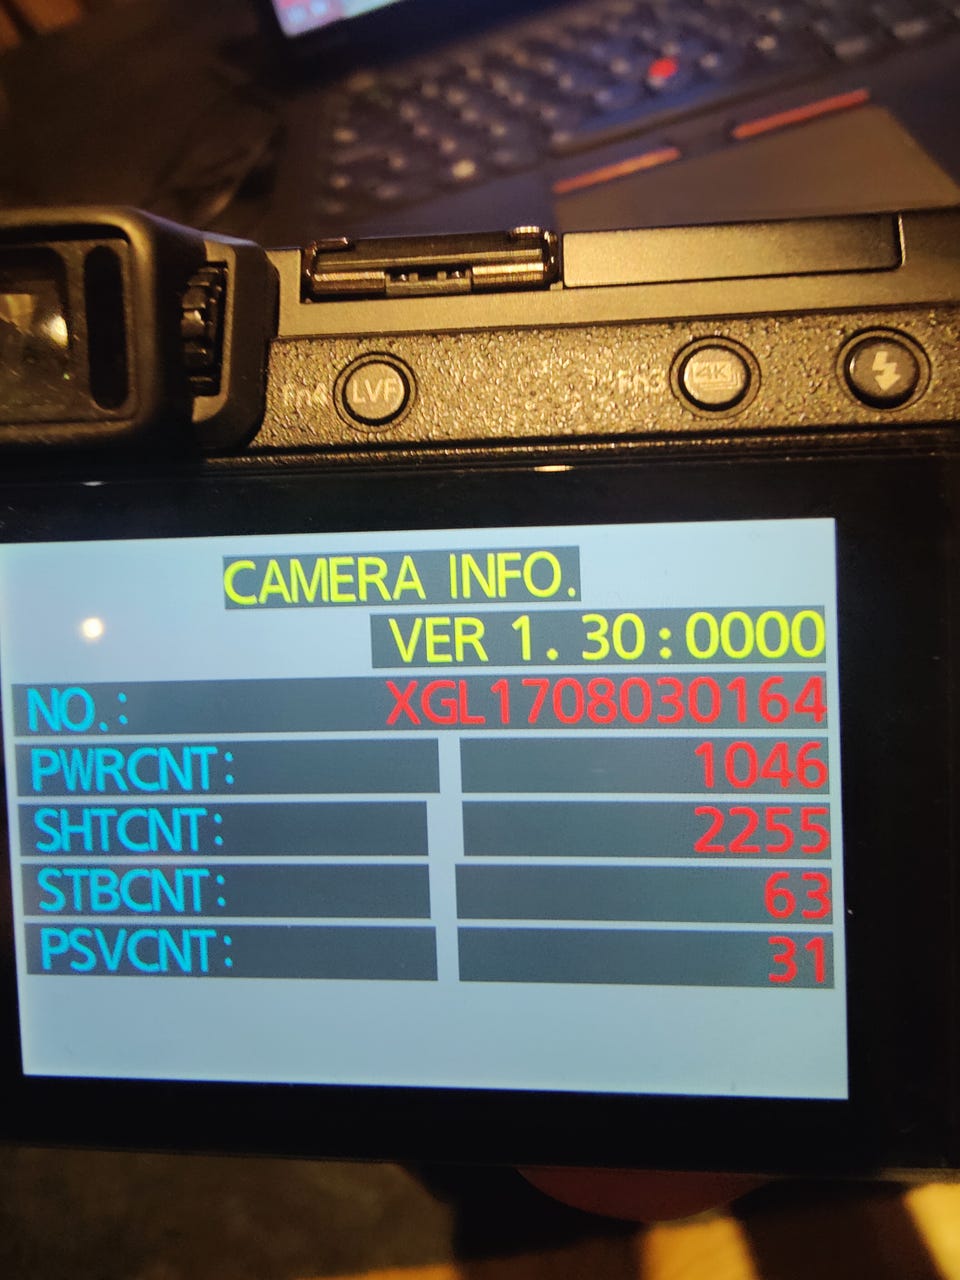 Fn4 LVF Fn3 4K
CAMERA INFO.
VER 1. 30:0000
NO.: XGL1708030164
PWRCNT: 1046
SHTCNT: 2255
STBCNT: 63
PSVCNT: 31